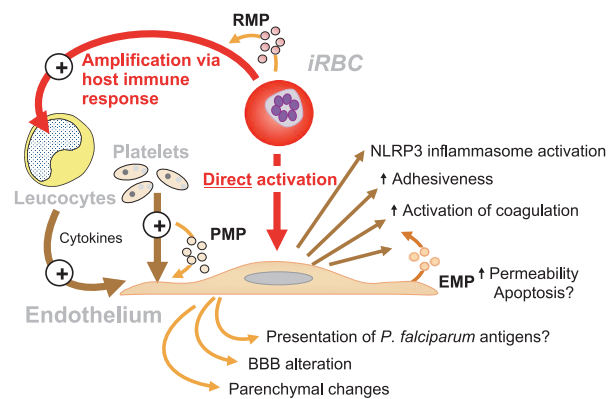 RMP
iRBC
Amplification via
host immune
response
+
Platelets
Leucocytes
Direct activation
NLRP3 inflammasome activation
Adhesiveness
Activation of coagulation
+
Cytokines
PMP
+
EMP
Permeability
Apoptosis?
Endothelium
Presentation of P. falciparum antigens?
BBB alteration
Parenchymal changes